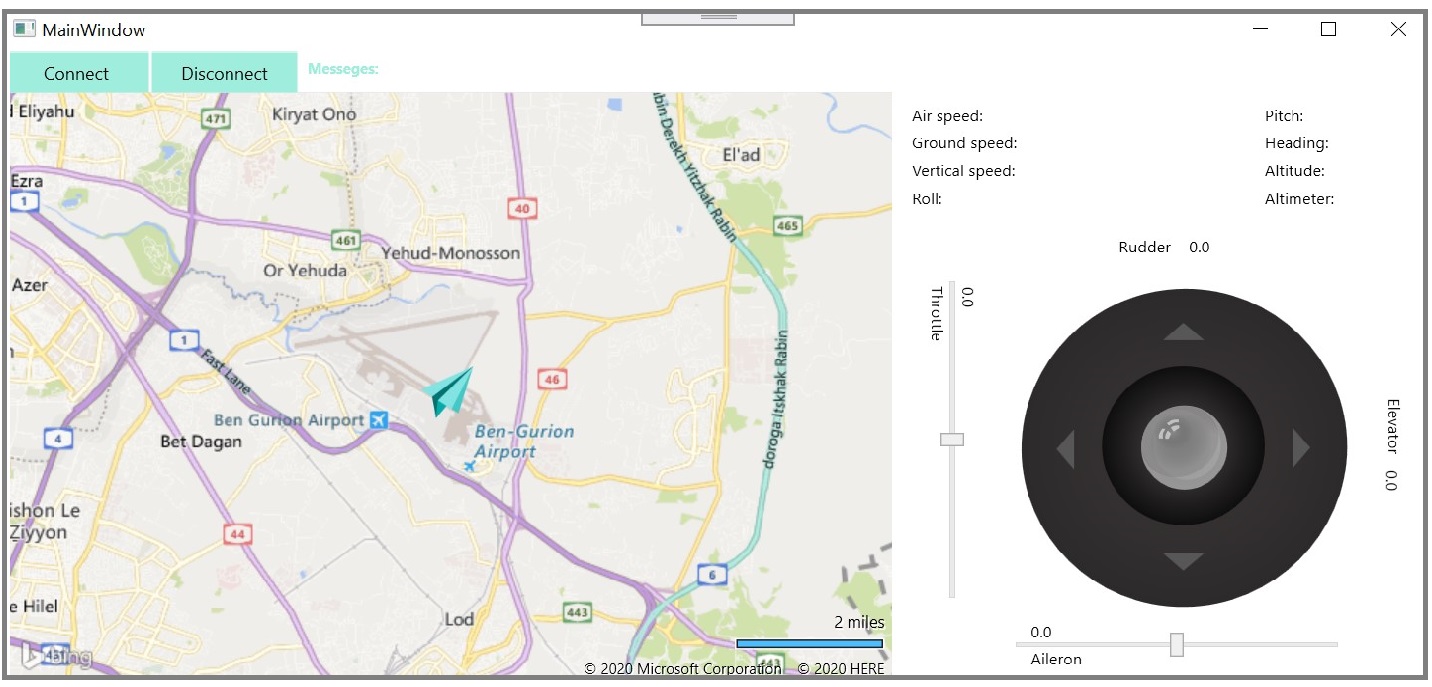 MainWindow
Connect
Disconnect
Messeges:
Eliyahu
471
Kiryat Ono
bin Derekh Yitzhak Rabin
El'ad
Ezra
1
40
465
461
Yehud-Monosson
Or Yehuda
Azer
1
Fast Lane
46
doroga Itskhak Rabin
Ben Gurion Airport
Ben-Gurion
Airport
4
Bet Dagan
ishon Le
Ziyyon
44
6
e Hilel
Lod
443
2 miles
bing
443
© 2020 Microsoft Corporation
© 2020 HERE
Air speed:
Ground speed:
Vertical speed:
Roll:
Pitch:
Heading:
Altitude:
Altimeter:
Rudder 0.0
Throttle
0.0
Elevator 0.0
0.0
Aileron